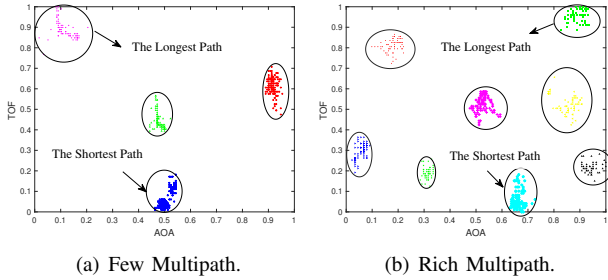 1
0.9
0.8
0.7
0.6
0.5
0.4
0.3
0.2
0.1
0
TOF
The Longest Path
The Shortest Path
0 0.1 0.2 0.3 0.4 0.5 0.6 0.7 0.8 0.9 1
AOA
(a) Few Multipath.
1
0.9
0.8
0.7
0.6
0.5
0.4
0.3
0.2
0.1
0
TOF
The Longest Path
The Shortest Path
0 0.1 0.2 0.3 0.4 0.5 0.6 0.7 0.8 0.9 1
AOA
(b) Rich Multipath.